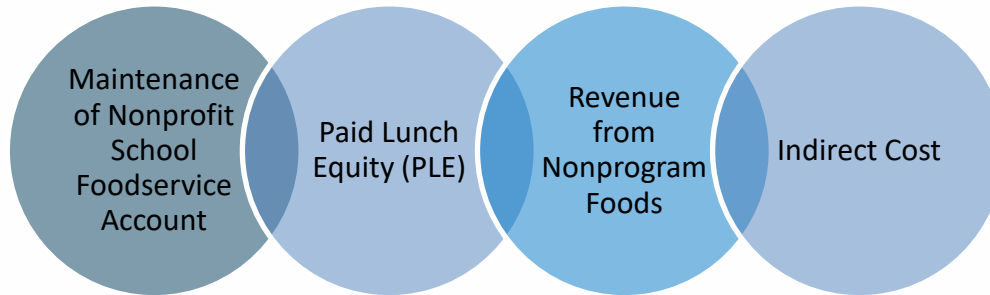 Maintenance
of Nonprofit
School
Foodservice
Account
Paid Lunch
Equity (PLE)
Revenue
from
Nonprogram
Foods
Indirect Cost